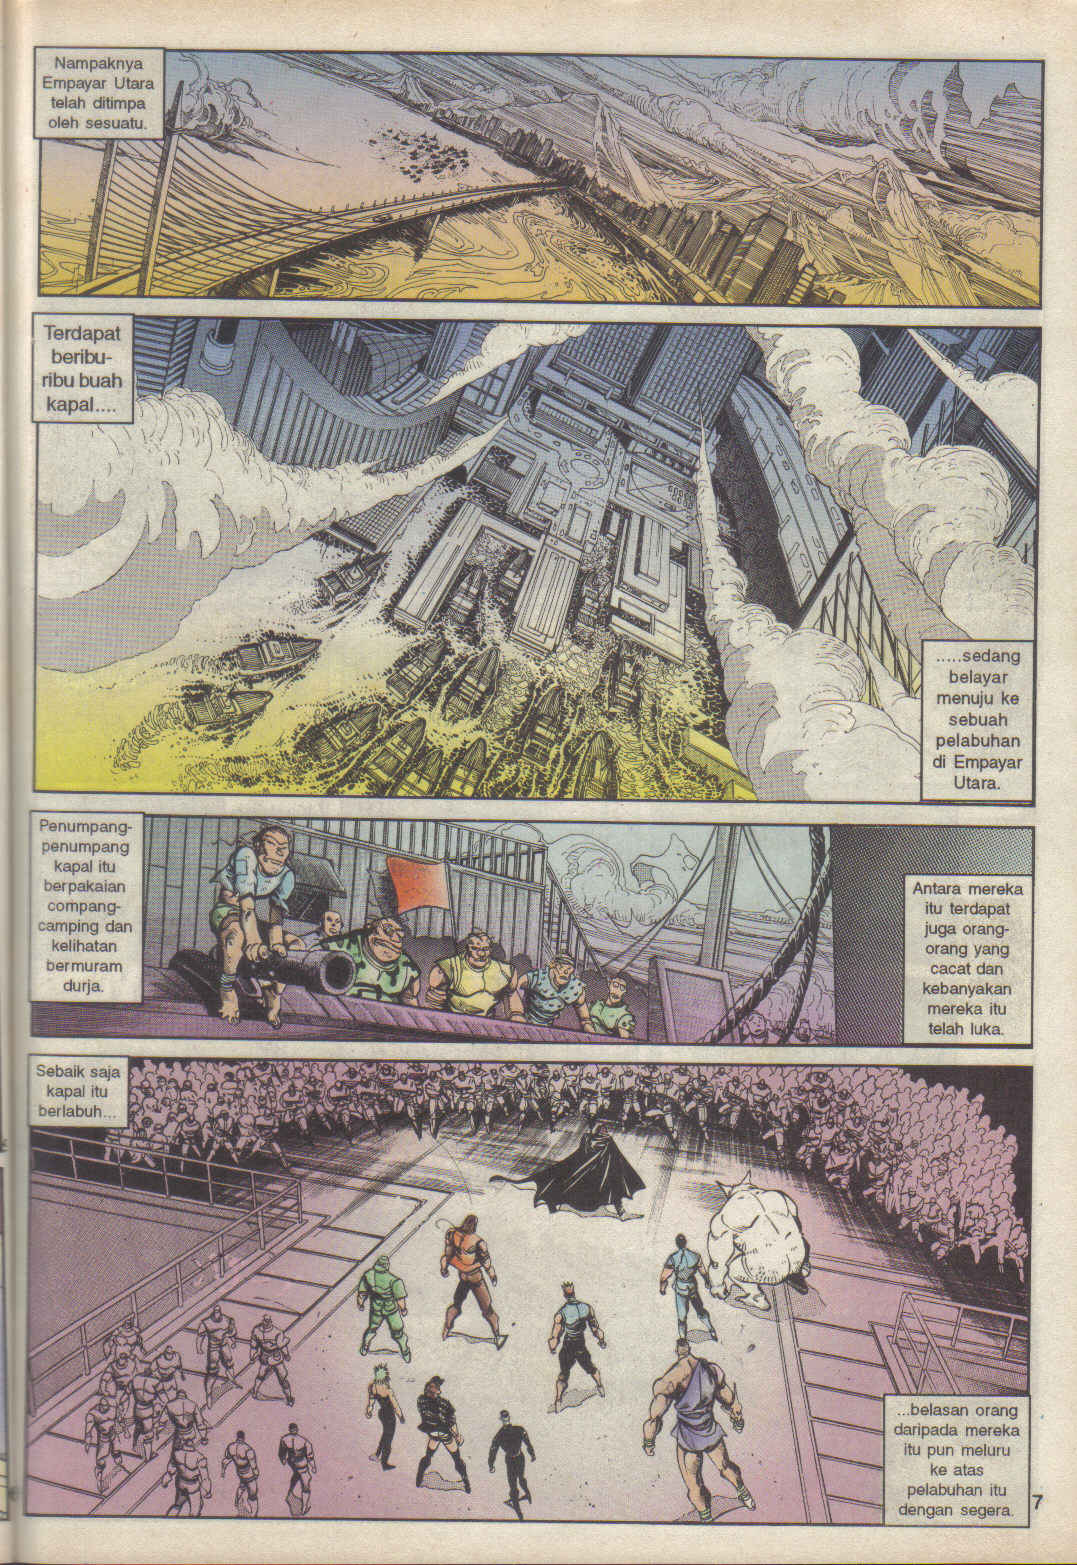 Nampaknya
Empayar Utara
telah ditimpa
oleh sesuatu.
Terdapat
beribu-
ribu buah
kapal....
.....sedang
belayar
menuju ke
sebuah
pelabuhan
di Empayar
Utara.
Penumpang-
penumpang
kapal itu
berpakaian
compang-
camping dan
kelihatan
bermuram
durja.
Antara mereka
itu terdapat
juga orang-
orang yang
cacat dan
kebanyakan
mereka itu
telah luka.
Sebaik saja
kapal itu
berlabuh...
...belasan orang
daripada mereka
itu pun meluru
ke atas
pelabuhan itu
dengan segera.
7